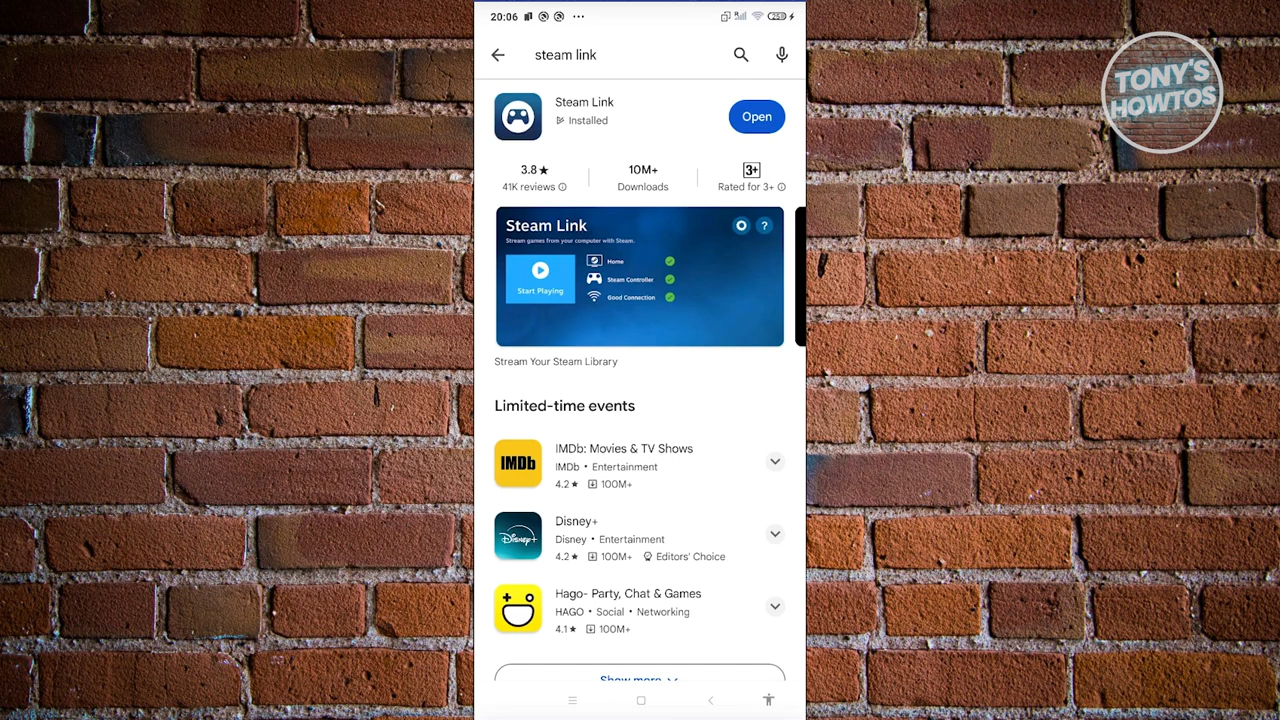 20:06
25
steam link
TONY'S
HOWTOS
Steam Link
Installed
Open
3.8★
10M+
3+
41K reviews
Downloads
Rated for 3+
Steam Link
?
Stream games from your computer with Steam.
Home
Steam Controller
Start Playing
Good Connection
Stream Your Steam Library
Limited-time events
IMDb
IMDb: Movies & TV Shows
IMDb • Entertainment
4.2★ 100M+
Disney+
Disney+
Disney • Entertainment
4.2★ 100M+ Editors' Choice
Hago- Party, Chat & Games
HAGO • Social • Networking
4.1★ 100M+
Show more